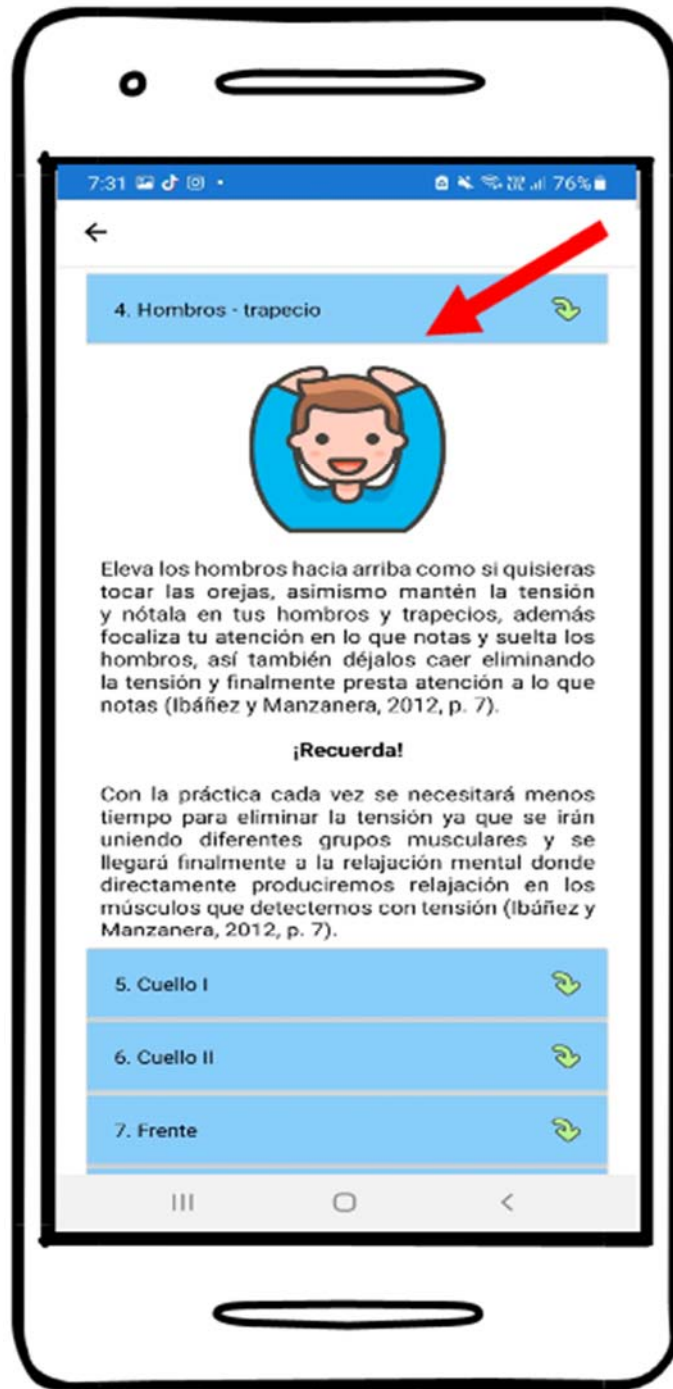 7:31 76%
4. Hombros - trapecio
Eleva los hombros hacia arriba como si quisieras
tocar las orejas, asimismo mantén la tensión
y nótala en tus hombros y trapecios, además
focaliza tu atención en lo que notas y suelta los
hombros, así también déjalos caer eliminando
la tensión y finalmente presta atención a lo que
notas (Ibáñez y Manzanera, 2012, p. 7).
¡Recuerda!
Con la práctica cada vez se necesitará menos
tiempo para eliminar la tensión ya que se irán
uniendo diferentes grupos musculares y se
llegará finalmente a la relajación mental donde
directamente produciremos relajación en los
músculos que detectemos con tensión (Ibáñez y
Manzanera, 2012, p. 7).
5. Cuello I
6. Cuello II
7. Frente